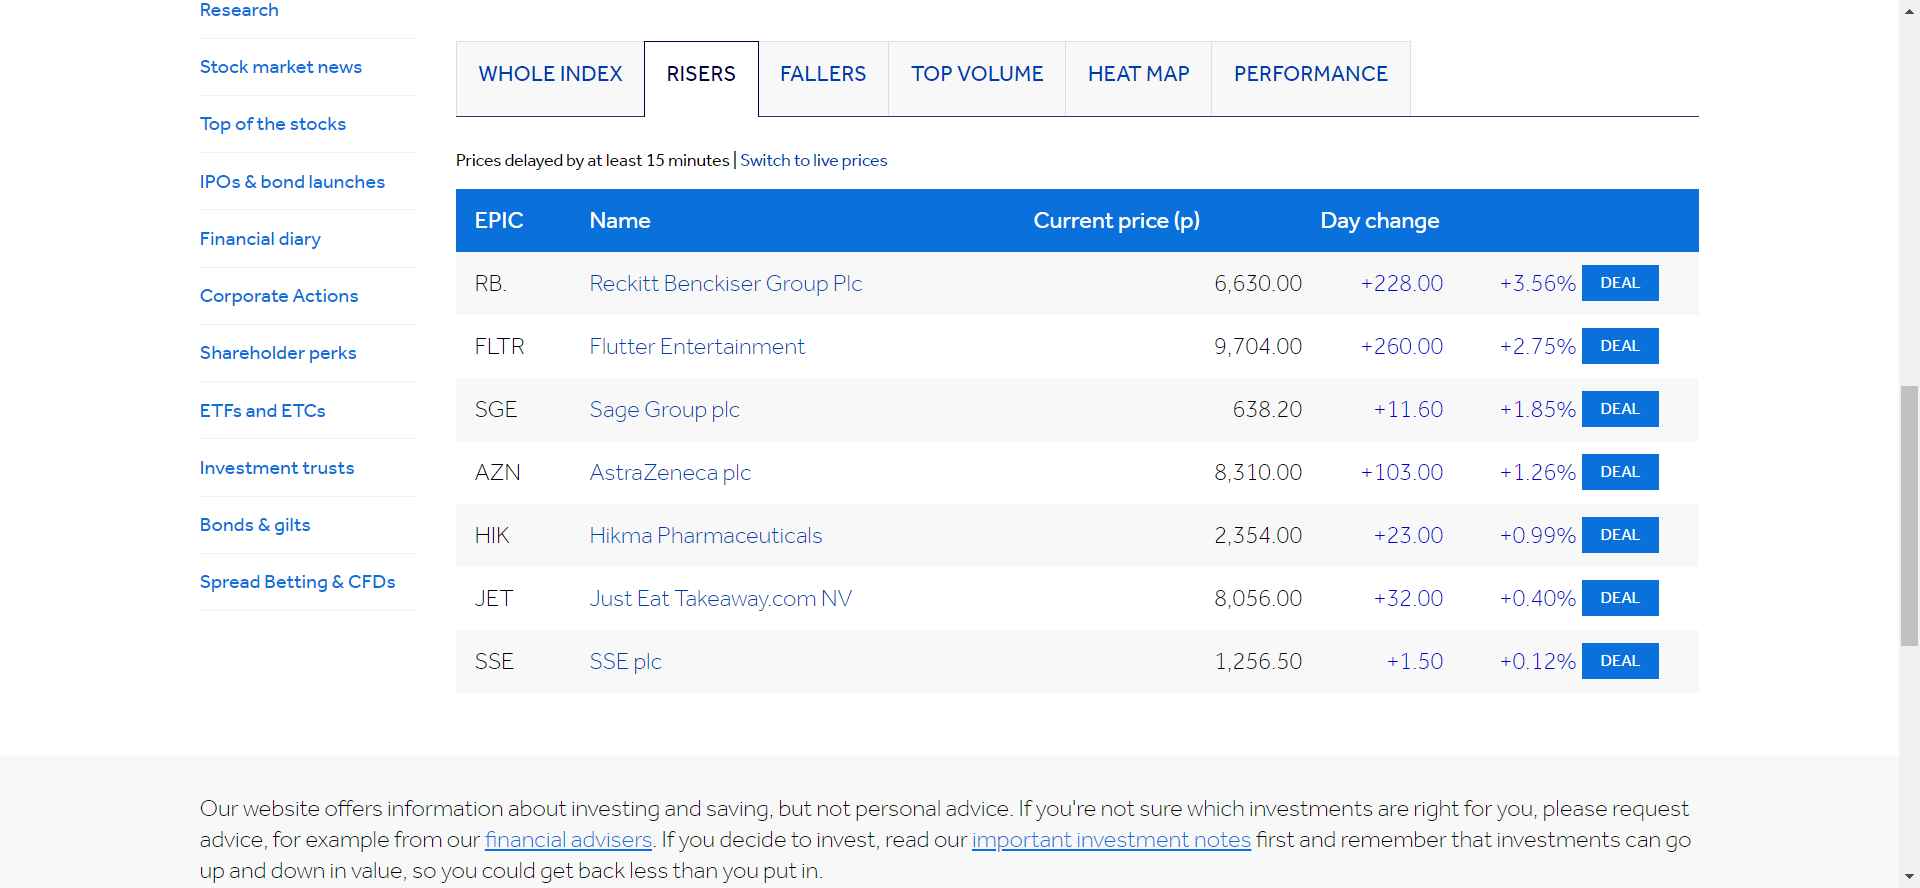 Research
Stock market news
Top of the stocks
IPOs & bond launches
Financial diary
Corporate Actions
Shareholder perks
ETFs and ETCs
Investment trusts
Bonds & gilts
Spread Betting & CFDs
WHOLE INDEX RISERS FALLERS TOP VOLUME HEAT MAP PERFORMANCE
Prices delayed by at least 15 minutes | Switch to live prices
EPIC Name Current price (p) Day change
RB. Reckitt Benckiser Group Plc 6,630.00 +228.00 +3.56% DEAL
FLTR Flutter Entertainment 9,704.00 +260.00 +2.75% DEAL
SGE Sage Group plc 638.20 +11.60 +1.85% DEAL
AZN AstraZeneca plc 8,310.00 +103.00 +1.26% DEAL
HIK Hikma Pharmaceuticals 2,354.00 +23.00 +0.99% DEAL
JET Just Eat Takeaway.com NV 8,056.00 +32.00 +0.40% DEAL
SSE SSE plc 1,256.50 +1.50 +0.12% DEAL
Our website offers information about investing and saving, but not personal advice. If you're not sure which investments are right for you, please request
advice, for example from our financial advisers. If you decide to invest, read our important investment notes first and remember that investments can go
up and down in value, so you could get back less than you put in.